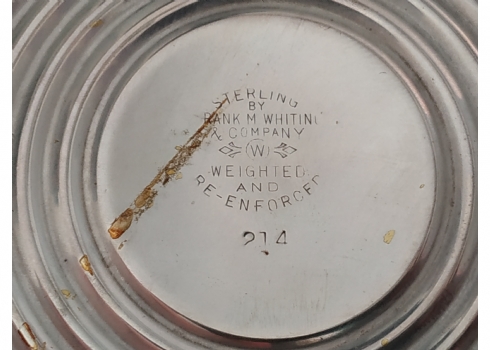 STERLING
BY
RANK M WHITING
& COMPANY
(W)
WEIGHTED
AND
RE-ENFORCED
214